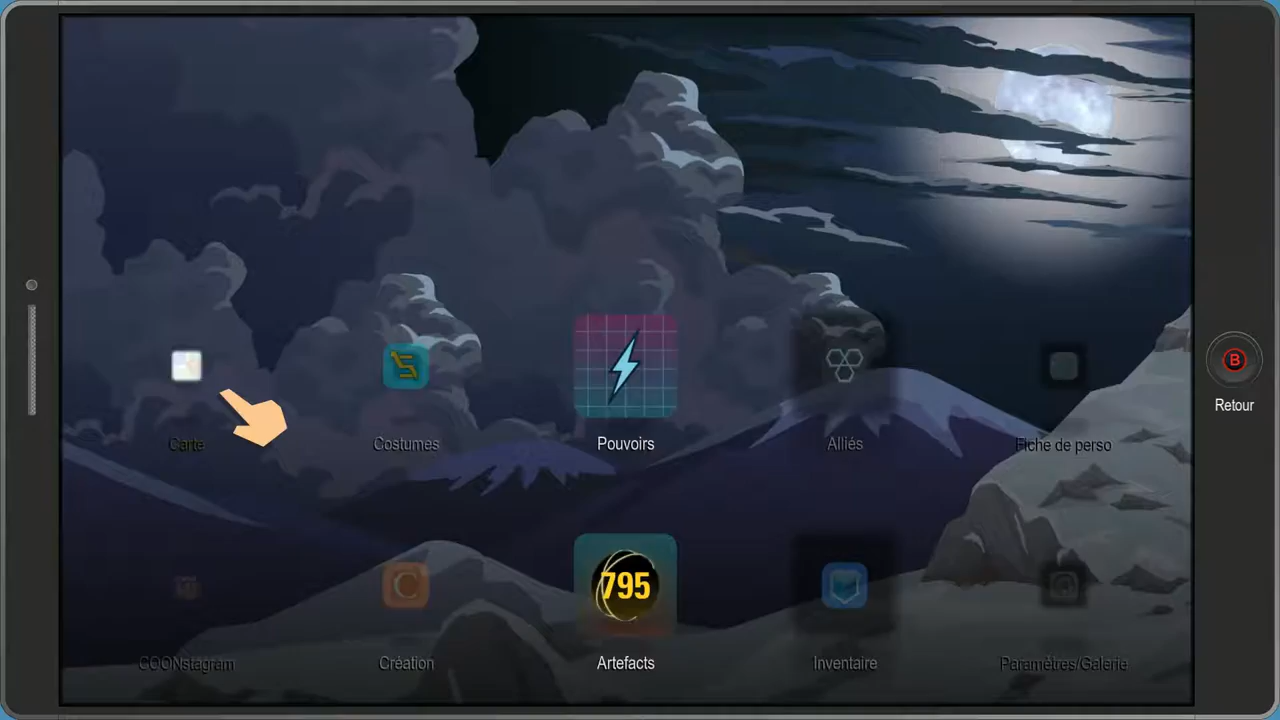 B
Retour
Carte
Costumes
Pouvoirs
Alliés
Fiche de perso
795
COONstagram
Création
Artefacts
Inventaire
Paramètres/Galerie